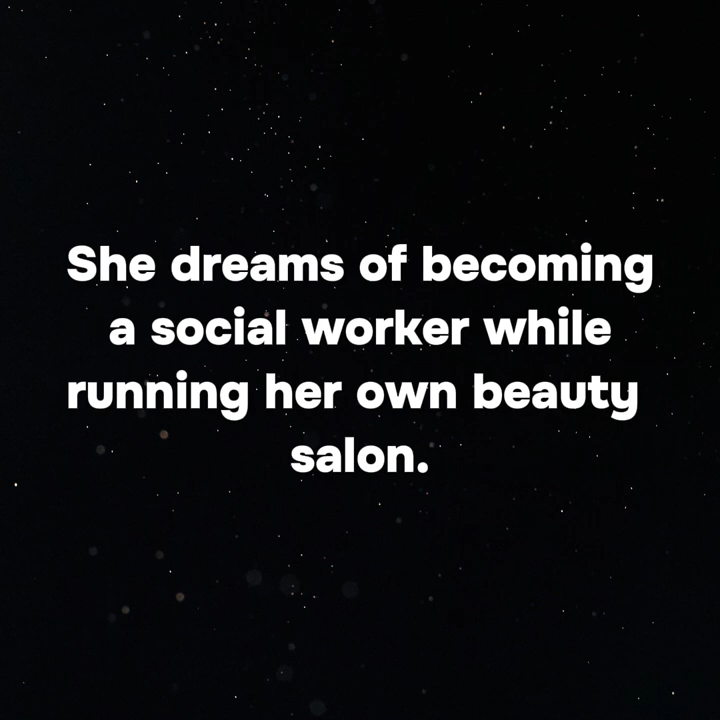 She dreams of becoming
a social worker while
running her own beauty
salon.